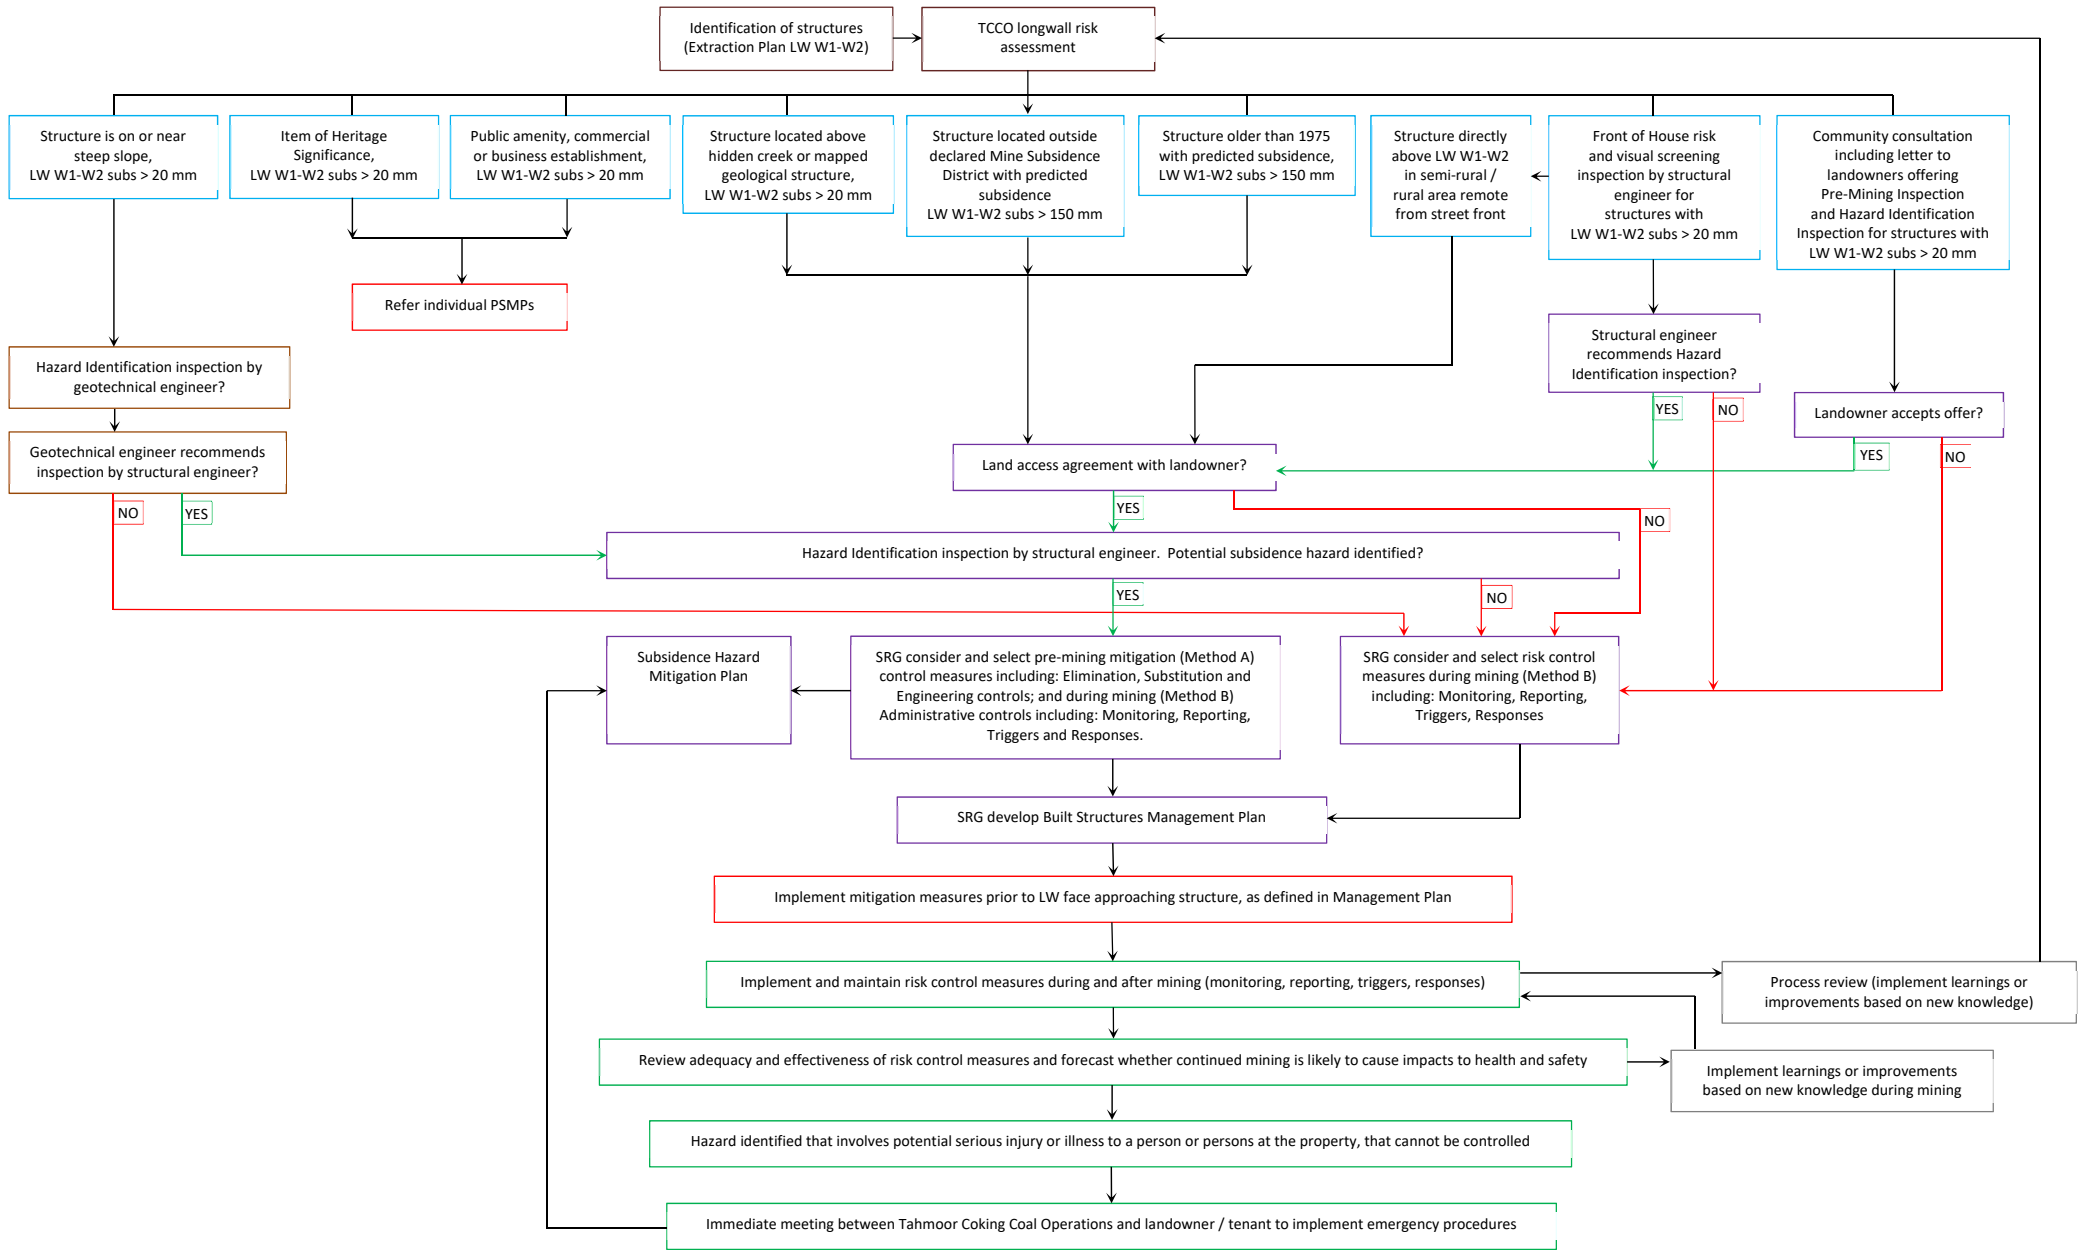 Identification of structures
(Extraction Plan LW W1-W2)
TCCO longwall risk
assessment
Structure is on or near
steep slope,
LW W1-W2 subs > 20 mm
Item of Heritage
Significance,
LW W1-W2 subs > 20 mm
Public amenity, commercial
or business establishment,
LW W1-W2 subs > 20 mm
Structure located above
hidden creek or mapped
geological structure,
LW W1-W2 subs > 20 mm
Structure located outside
declared Mine Subsidence
District with predicted
subsidence
LW W1-W2 subs > 150 mm
Structure older than 1975
with predicted subsidence,
LW W1-W2 subs > 150 mm
Structure directly
above LW W1-W2
in semi-rural /
rural area remote
from street front
Front of House risk
and visual screening
inspection by structural
engineer for
structures with
LW W1-W2 subs > 20 mm
Community consultation
including letter to
landowners offering
Pre-Mining Inspection
and Hazard Identification
Inspection for structures with
LW W1-W2 subs > 20 mm
Refer individual PSMPs
Structural engineer
recommends Hazard
Identification inspection?
Hazard Identification inspection by
geotechnical engineer?
YES
NO
Landowner accepts offer?
Geotechnical engineer recommends
inspection by structural engineer?
Land access agreement with landowner?
YES
NO
NO
YES
YES
NO
Hazard Identification inspection by structural engineer.  Potential subsidence hazard identified?
YES
NO
Subsidence Hazard
Mitigation Plan
SRG consider and select pre-mining mitigation (Method A)
control measures including: Elimination, Substitution and
Engineering controls; and during mining (Method B)
Administrative controls including: Monitoring, Reporting,
Triggers and Responses.
SRG consider and select risk control
measures during mining (Method B)
including: Monitoring, Reporting,
Triggers, Responses
SRG develop Built Structures Management Plan
Implement mitigation measures prior to LW face approaching structure, as defined in Management Plan
Implement and maintain risk control measures during and after mining (monitoring, reporting, triggers, responses)
Process review (implement learnings or
improvements based on new knowledge)
Review adequacy and effectiveness of risk control measures and forecast whether continued mining is likely to cause impacts to health and safety
Implement learnings or improvements
based on new knowledge during mining
Hazard identified that involves potential serious injury or illness to a person or persons at the property, that cannot be controlled
Immediate meeting between Tahmoor Coking Coal Operations and landowner / tenant to implement emergency procedures